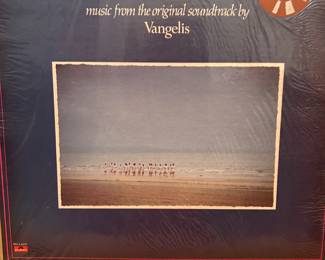 music from the original soundtrack by
Vangelis